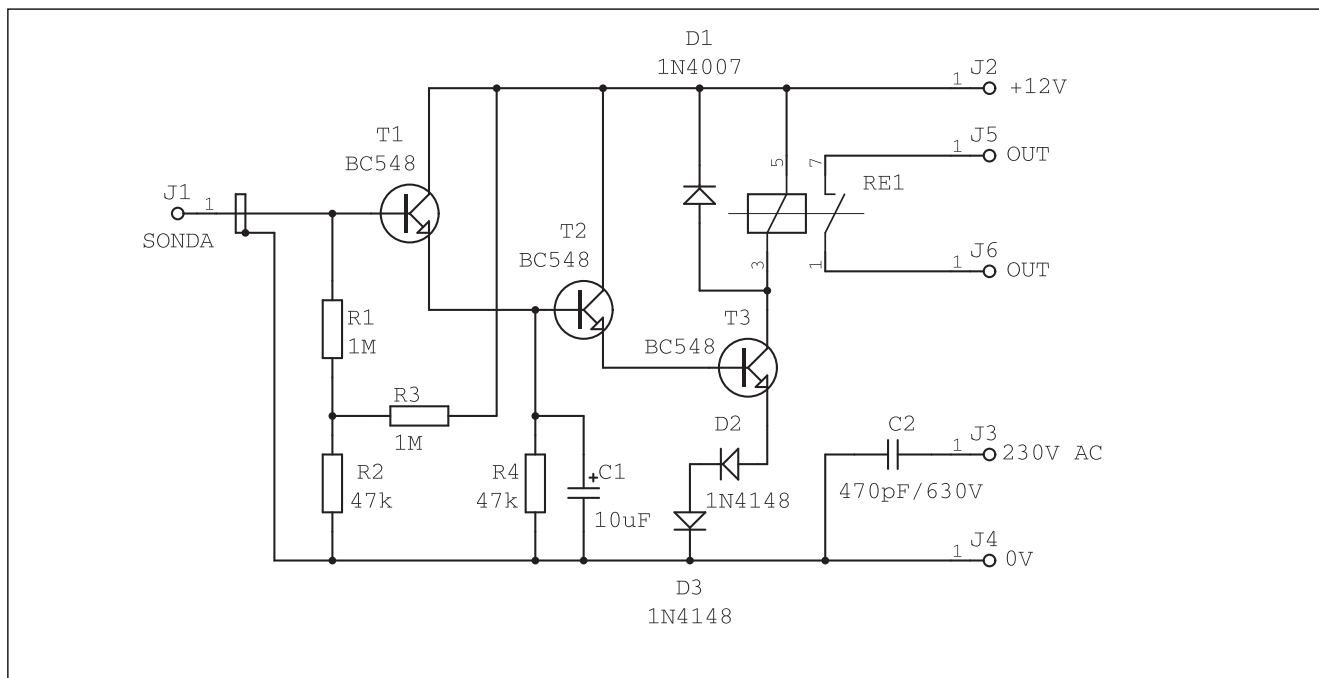 D1
1N4007
1
J2
+12V
T1
BC548
5
7
1
J5
OUT
RE1
J1
1
SONDA
T2
BC548
3
1
1
J6
OUT
R1
1M
T3
BC548
R3
1M
D2
1N4148
C2
470pF/630V
1
J3
230V AC
R2
47k
R4
47k
+
C1
10uF
1
J4
0V
D3
1N4148